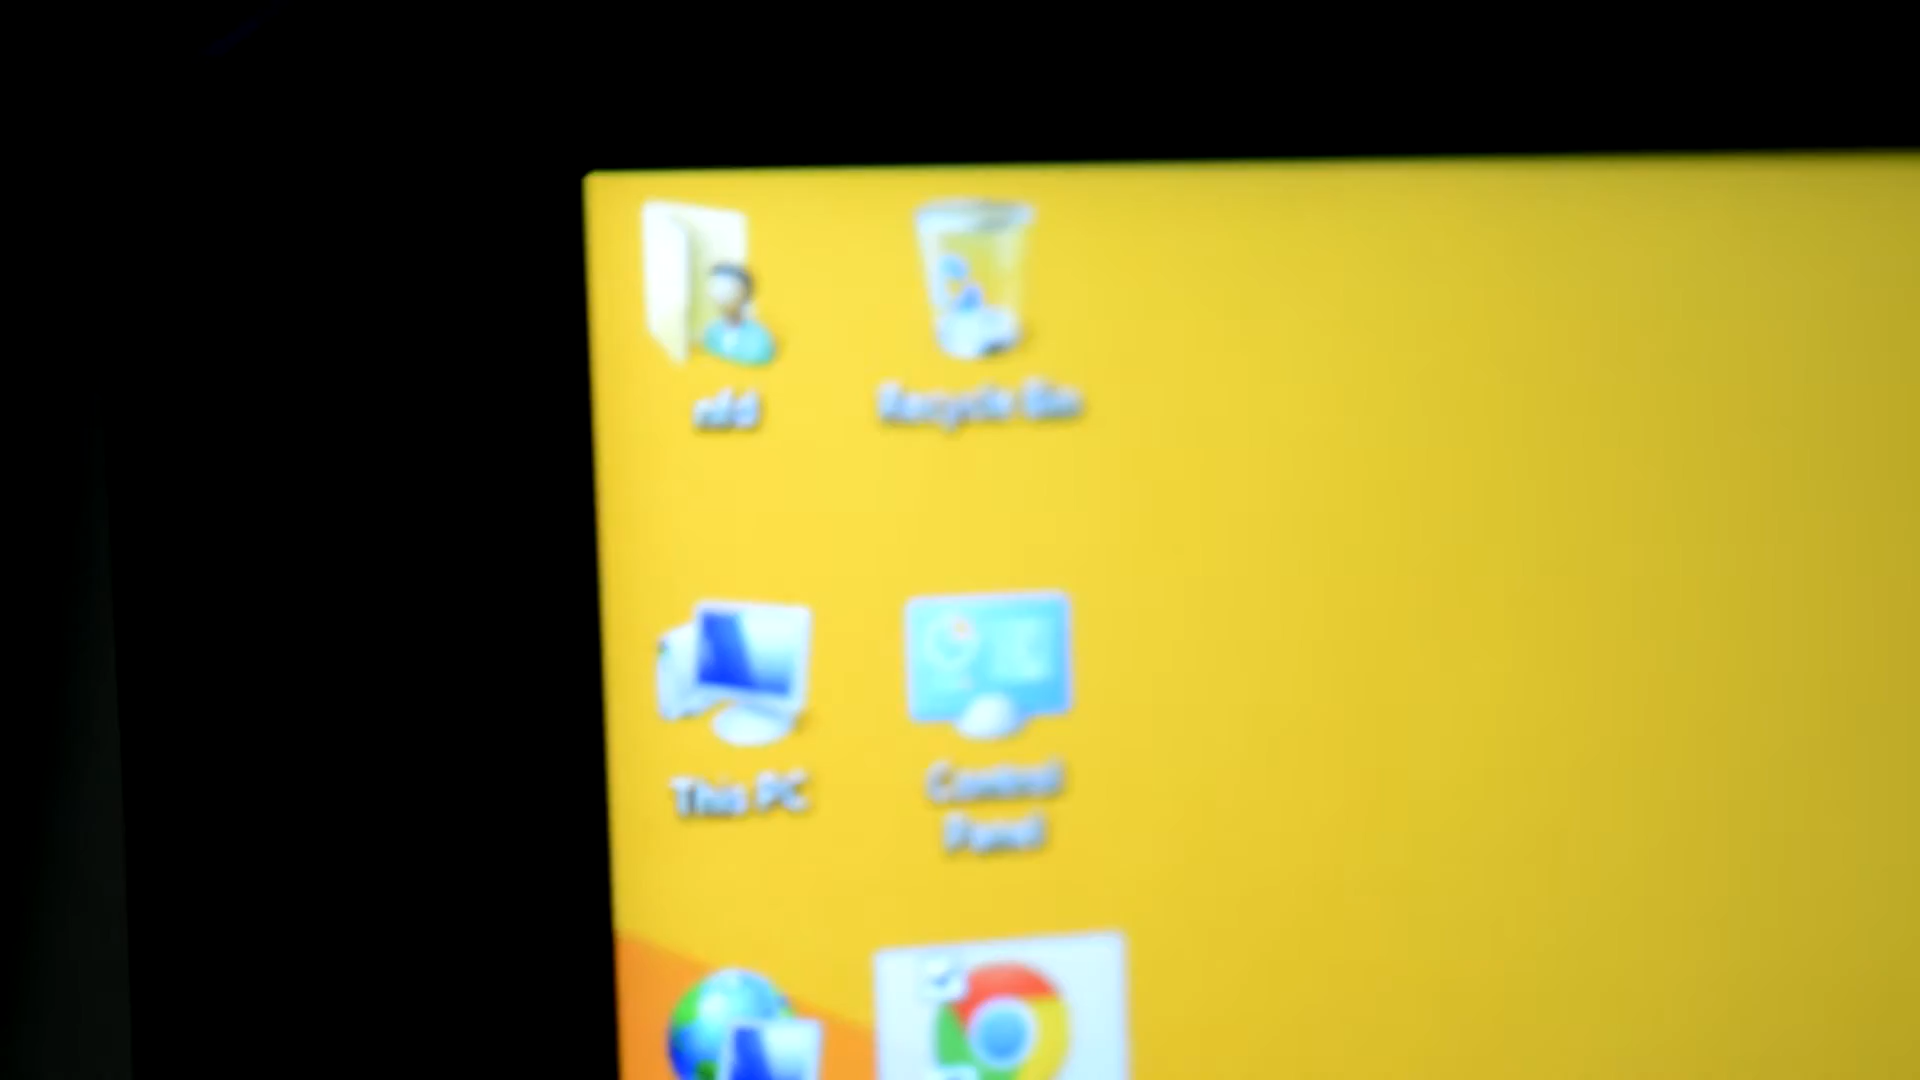 Recycle Bin
This PC
Control
Panel